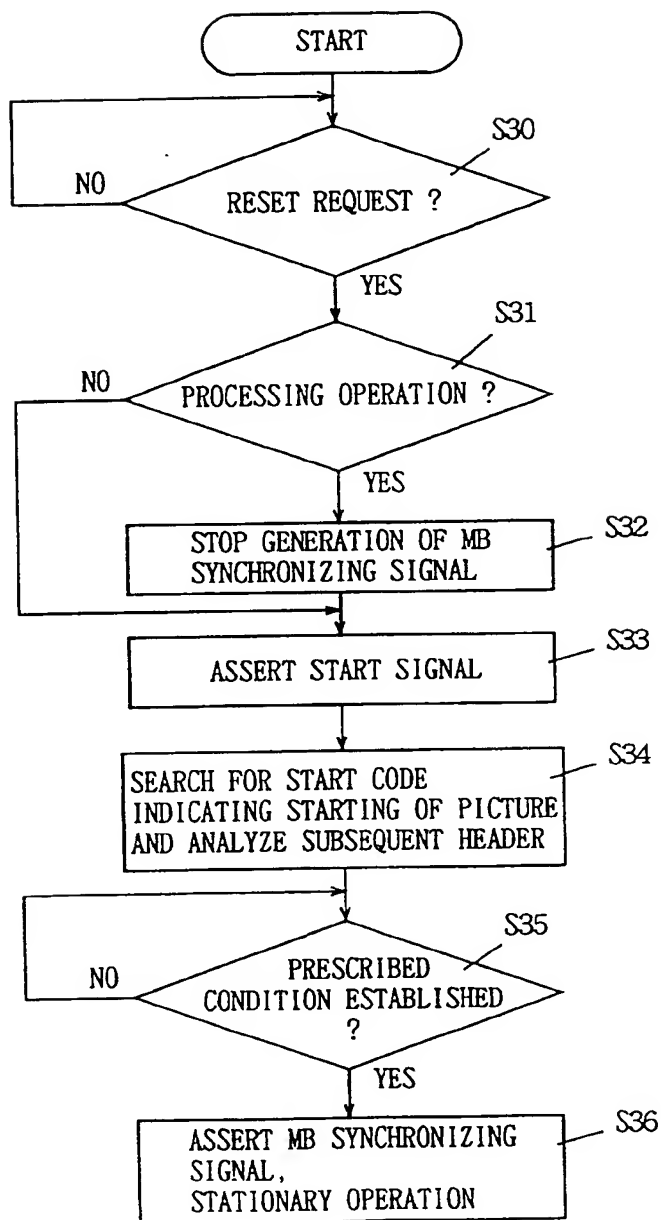 START
S30
NO
RESET REQUEST ?
YES
S31
NO
PROCESSING OPERATION ?
YES
S32
STOP GENERATION OF MB
SYNCHRONIZING SIGNAL
S33
ASSERT START SIGNAL
S34
SEARCH FOR START CODE
INDICATING STARTING OF PICTURE
AND ANALYZE SUBSEQUENT HEADER
S35
NO
PRESCRIBED
CONDITION ESTABLISHED
?
YES
S36
ASSERT MB SYNCHRONIZING
SIGNAL,
STATIONARY OPERATION